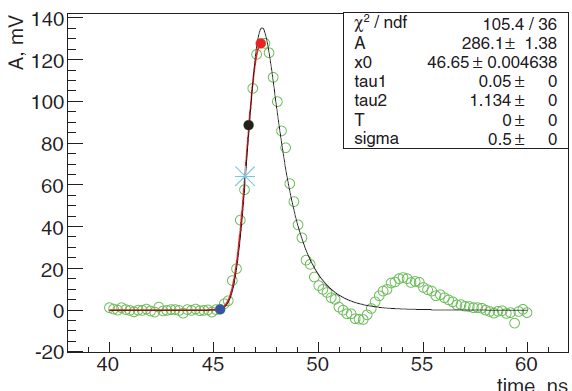 A, mV
140
120
100
80
60
40
20
0
-20
χ² / ndf 105.4 / 36
A 286.1 ± 1.38
x0 46.65 ± 0.004638
tau1 0.05 ± 0
tau2 1.134 ± 0
T 0 ± 0
sigma 0.5 ± 0
40 45 50 55 60
time, ns